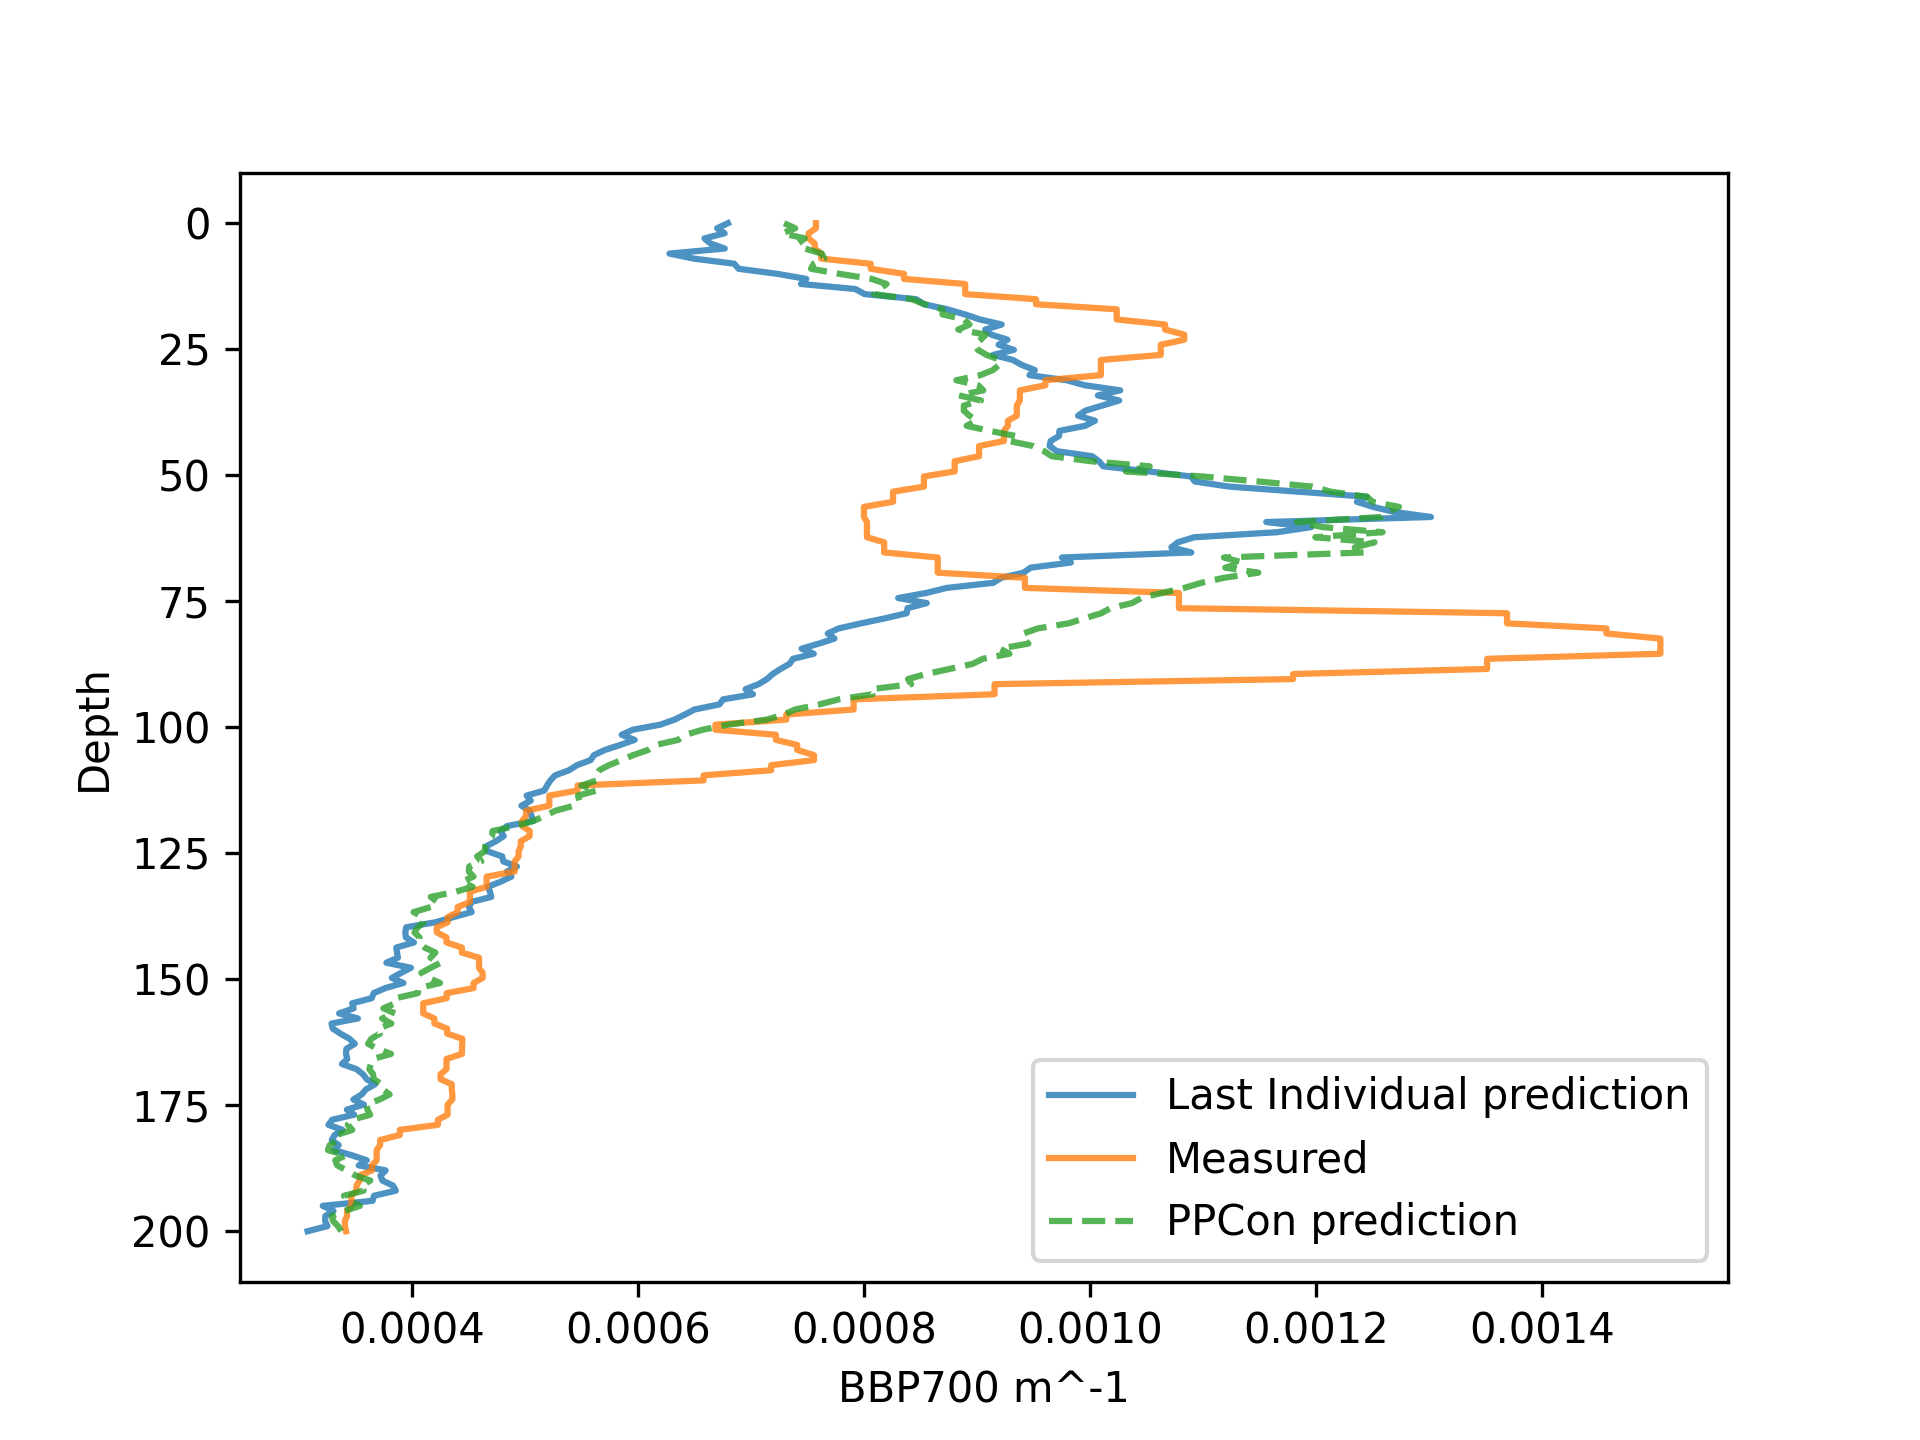 0
25
50
75
100
125
150
175
200
Depth
0.0004 0.0006 0.0008 0.0010 0.0012 0.0014
BBP700 m^-1
Last Individual prediction
Measured
PPCon prediction